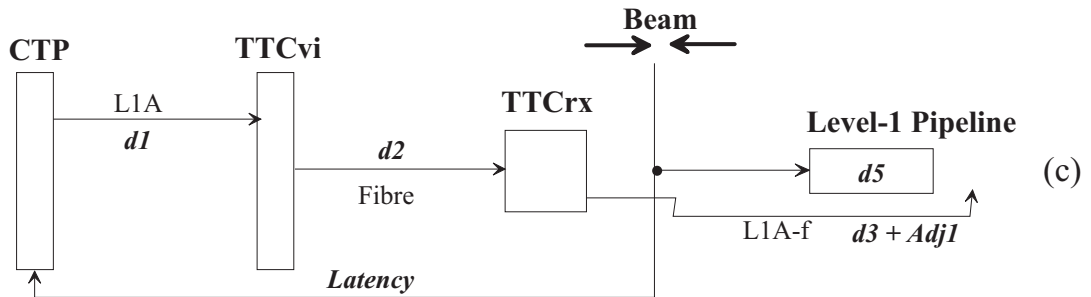 Beam
CTP
TTCvi
TTCrx
L1A
d1
d2
Fibre
Level-1 Pipeline
d5
(c)
L1A-f
d3 + Adj1
Latency